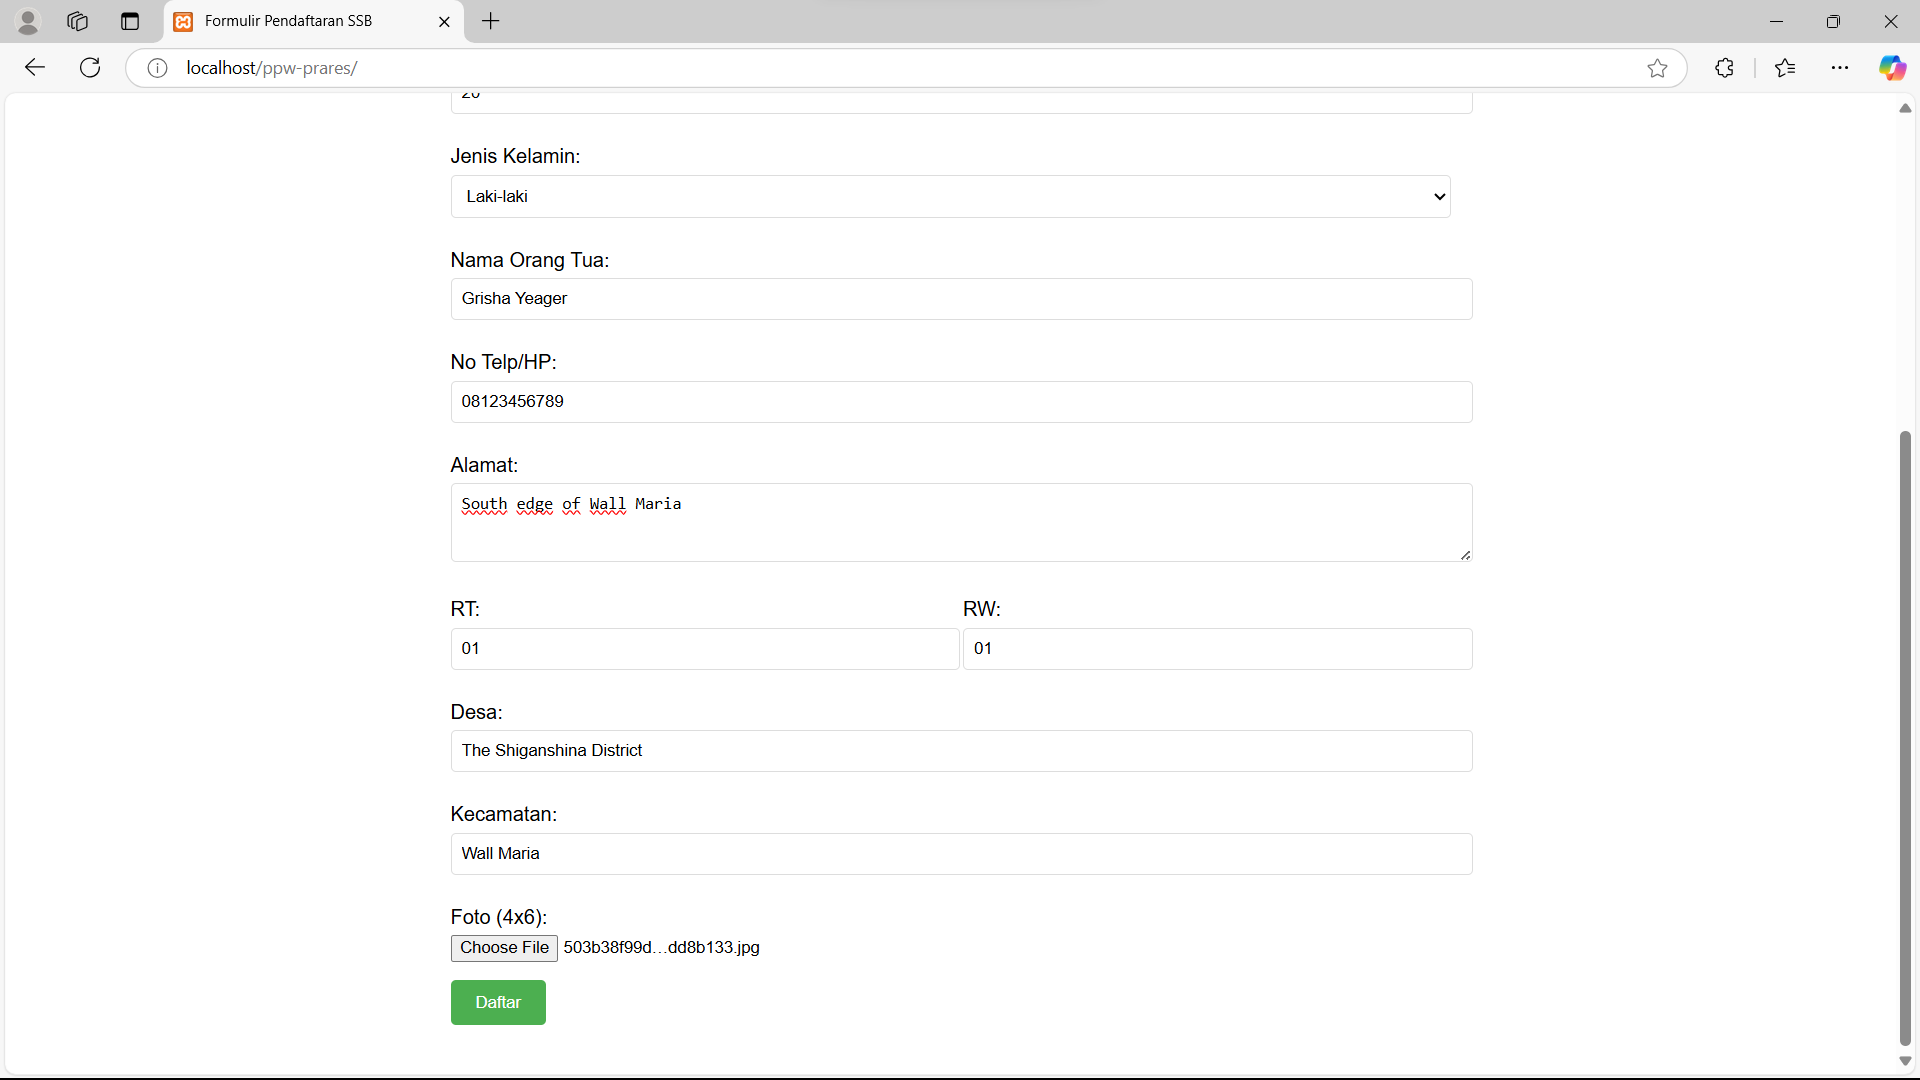 Formulir Pendaftaran SSB
localhost/ppw-prares/
20
Jenis Kelamin:
Laki-laki
Nama Orang Tua:
Grisha Yeager
No Telp/HP:
08123456789
Alamat:
South edge of Wall Maria
RT: RW:
01 01
Desa:
The Shiganshina District
Kecamatan:
Wall Maria
Foto (4x6):
Choose File 503b38f99d...dd8b133.jpg
Daftar